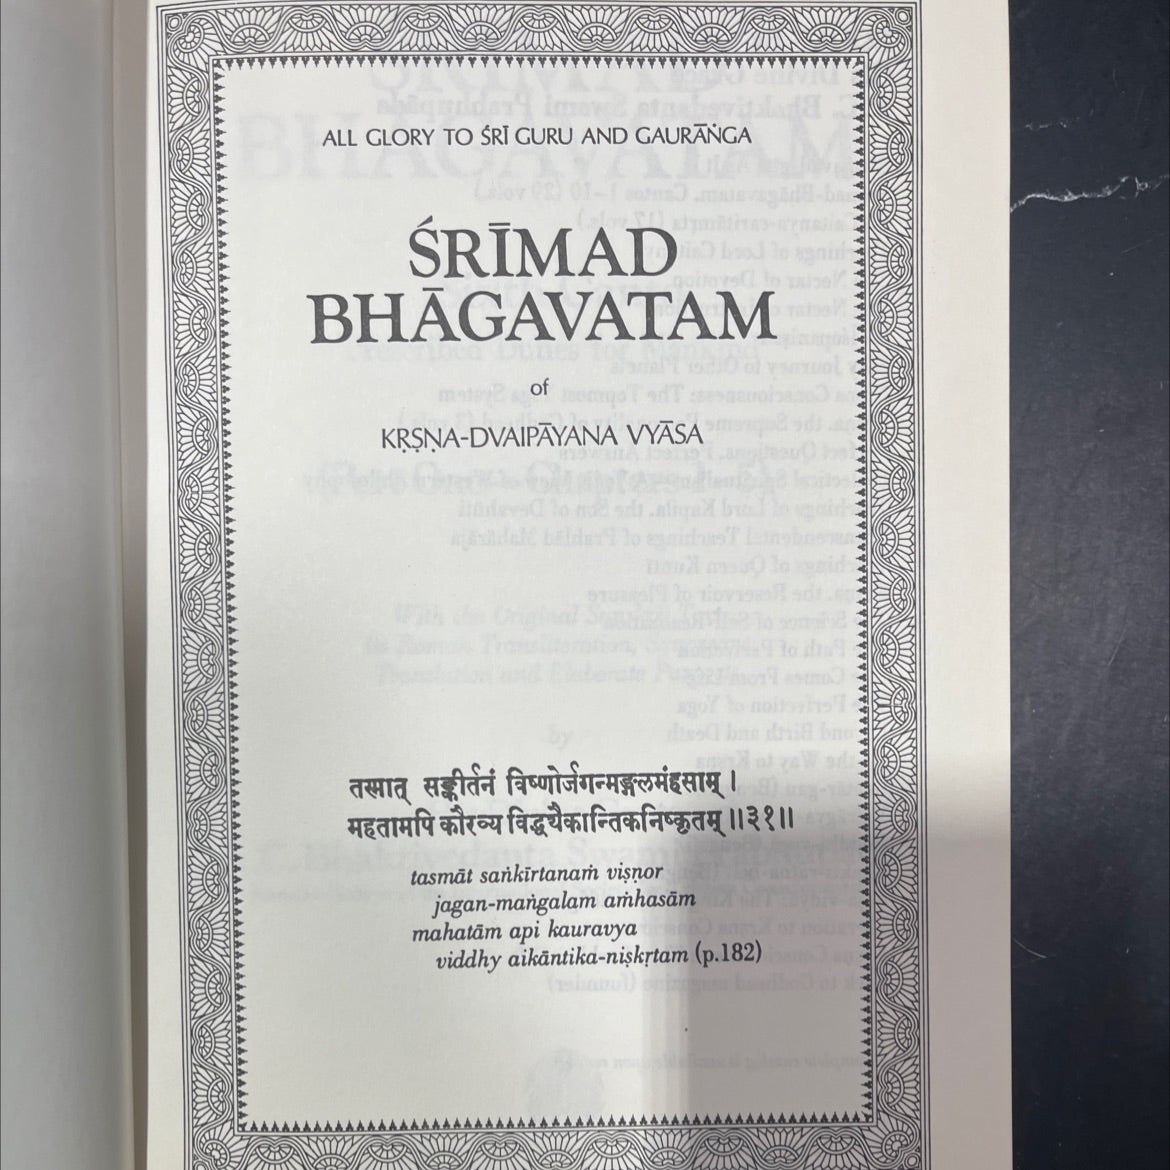 ALL GLORY TO ŚRĪ GURU AND GAURĀṄGA
ŚRĪMAD
BHĀGAVATAM
of
KṚṢṆA-DVAIPĀYANA VYĀSA
तस्मात् सङ्कीर्तनं विष्णोर्जगन्मङ्गलमंहसाम् ।
महतामपि कौरव्य विद्ध्यैकान्तिकनिष्कृतम् ॥३१॥
tasmāt saṅkīrtanaṁ viṣṇor
jagan-maṅgalam aṁhasām
mahatām api kauravya
viddhy aikāntika-niṣkṛtam (p.182)